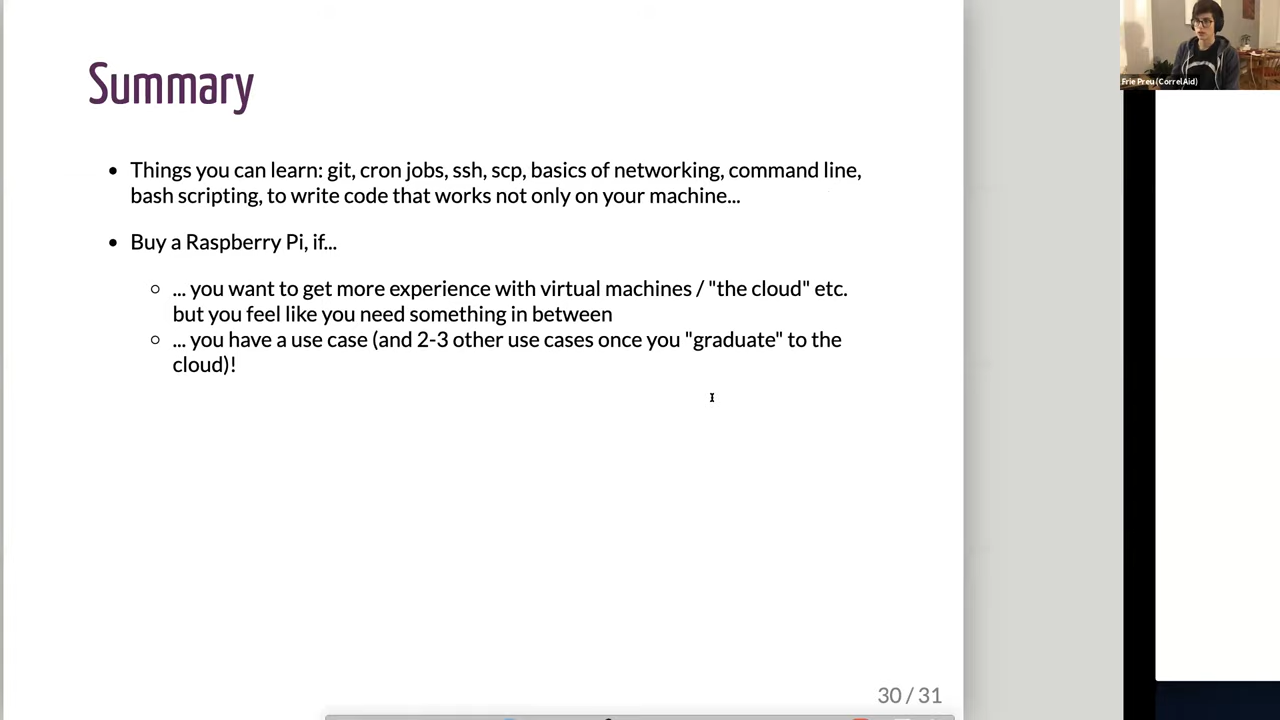 Summary
Things you can learn: git, cron jobs, ssh, scp, basics of networking, command line,
bash scripting, to write code that works not only on your machine...
Buy a Raspberry Pi, if...
... you want to get more experience with virtual machines / "the cloud" etc.
but you feel like you need something in between
... you have a use case (and 2-3 other use cases once you "graduate" to the
cloud)!
30 / 31
Frie Preu (CorrelAid)